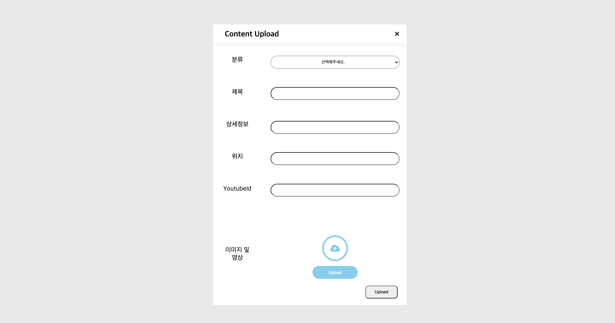 Content Upload ×
분류
선택해주세요.
제목
상세정보
위치
YoutubeId
이미지 및
영상
Upload
Upload